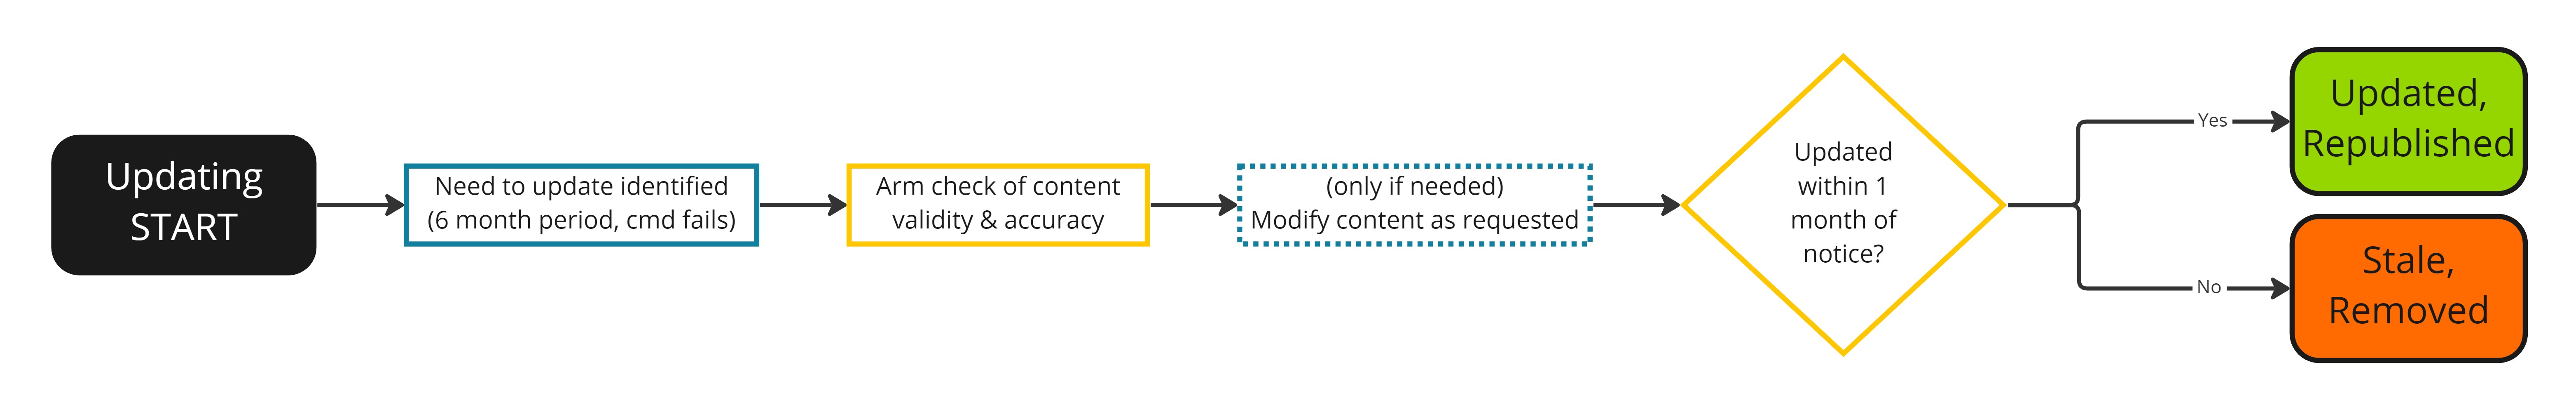 Updating
START
Need to update identified
(6 month period, cmd fails)
Arm check of content
validity & accuracy
(only if needed)
Modify content as requested
Updated
within 1
month of
notice?
Yes
Updated,
Republished
No
Stale,
Removed